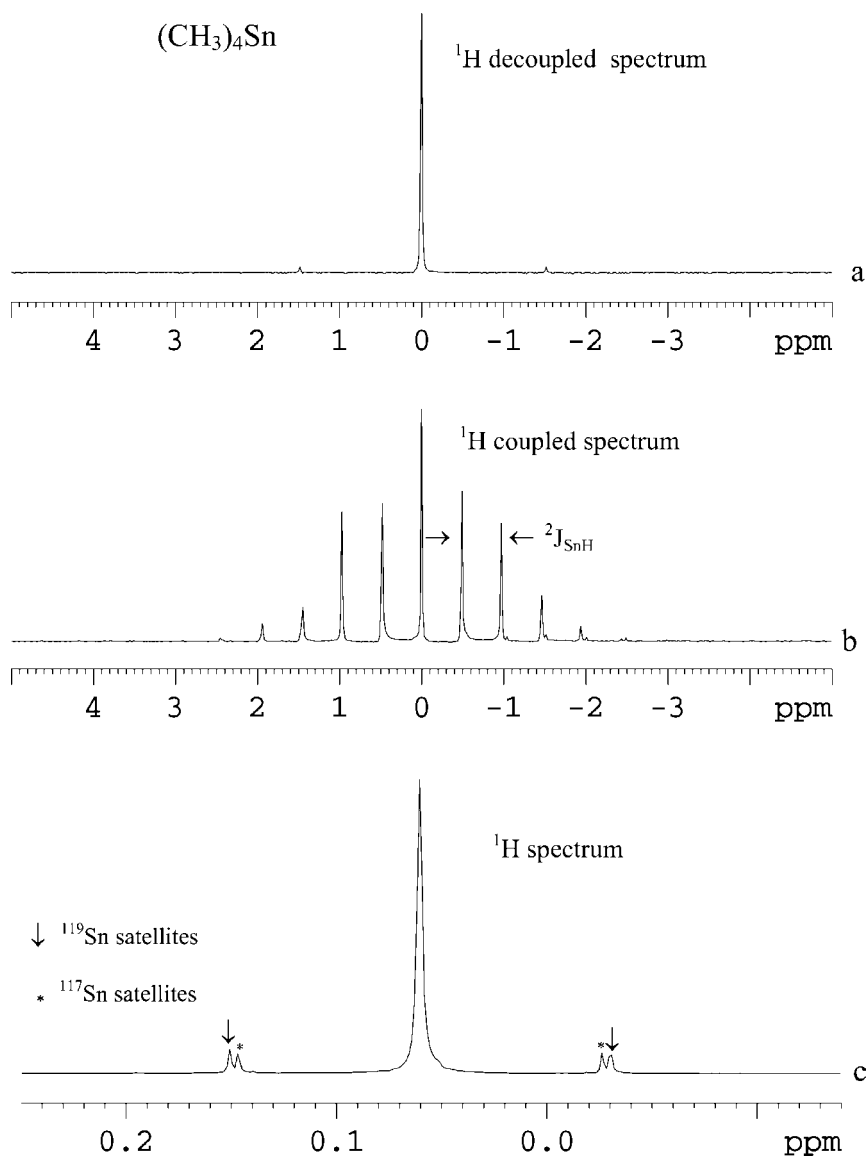 (CH₃)₄Sn
¹H decoupled spectrum
a
4 3 2 1 0 -1 -2 -3 ppm
¹H coupled spectrum
→ ← ²J_SnH
b
4 3 2 1 0 -1 -2 -3 ppm
¹H spectrum
↓ ¹¹⁹Sn satellites
* ¹¹⁷Sn satellites
↓ * * ↓
c
0.2 0.1 0.0 ppm